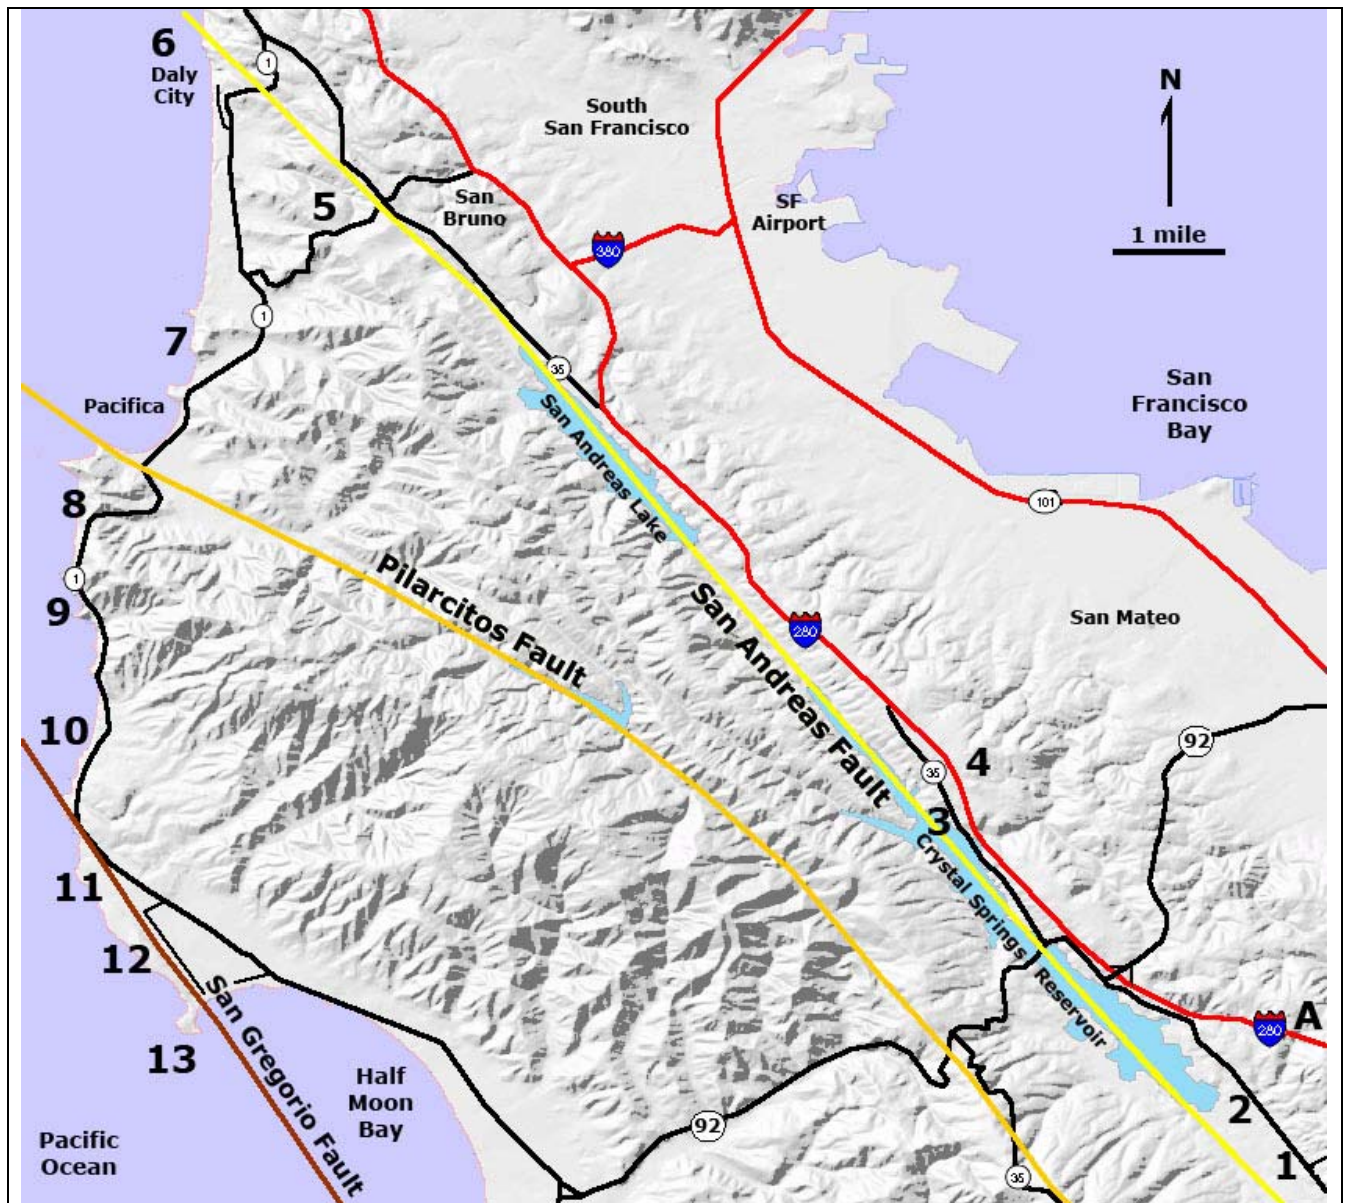 6
Daly
City
1
South
San Francisco
N
5
San
Bruno
SF
Airport
380
1 mile
1
7
35
Pacifica
San
Francisco
Bay
San Andreas Lake
8
101
Pilarcitos Fault
1
9
San Andreas Fault
280
San Mateo
10
92
4
35
3
Crystal Springs Reservoir
11
12
San Gregorio Fault
13
280
A
Half
Moon
Bay
2
92
Pacific
Ocean
35
1